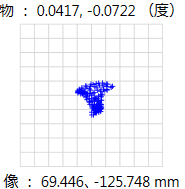 物 : 0.0417, -0.0722 （度）
像 : 69.446、-125.748 mm